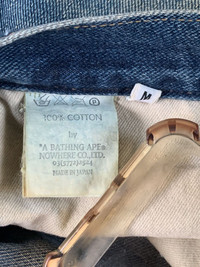 M
100% COTTON
by
"A BATHING APE®
NOWHERE CO.,LTD.
MADE IN JAPAN